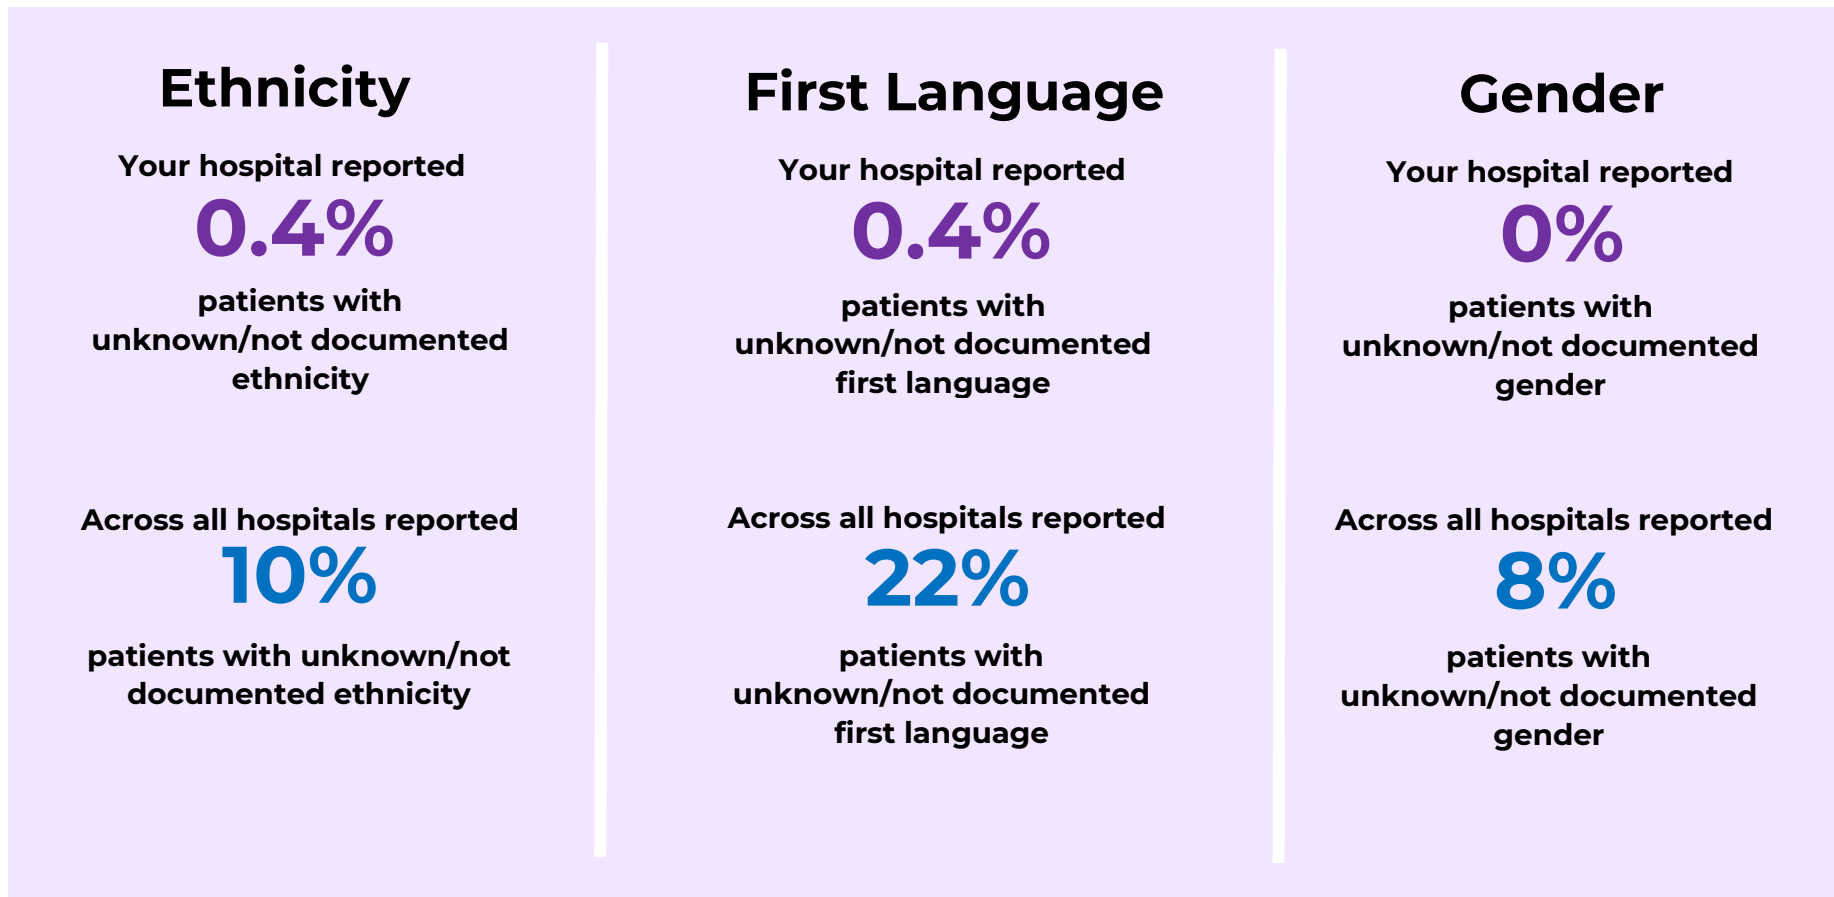 Ethnicity
Your hospital reported
0.4%
patients with
unknown/not documented
ethnicity
Across all hospitals reported
10%
patients with unknown/not
documented ethnicity
First Language
Your hospital reported
0.4%
patients with
unknown/not documented
first language
Across all hospitals reported
22%
patients with
unknown/not documented
first language
Gender
Your hospital reported
0%
patients with
unknown/not documented
gender
Across all hospitals reported
8%
patients with
unknown/not documented
gender